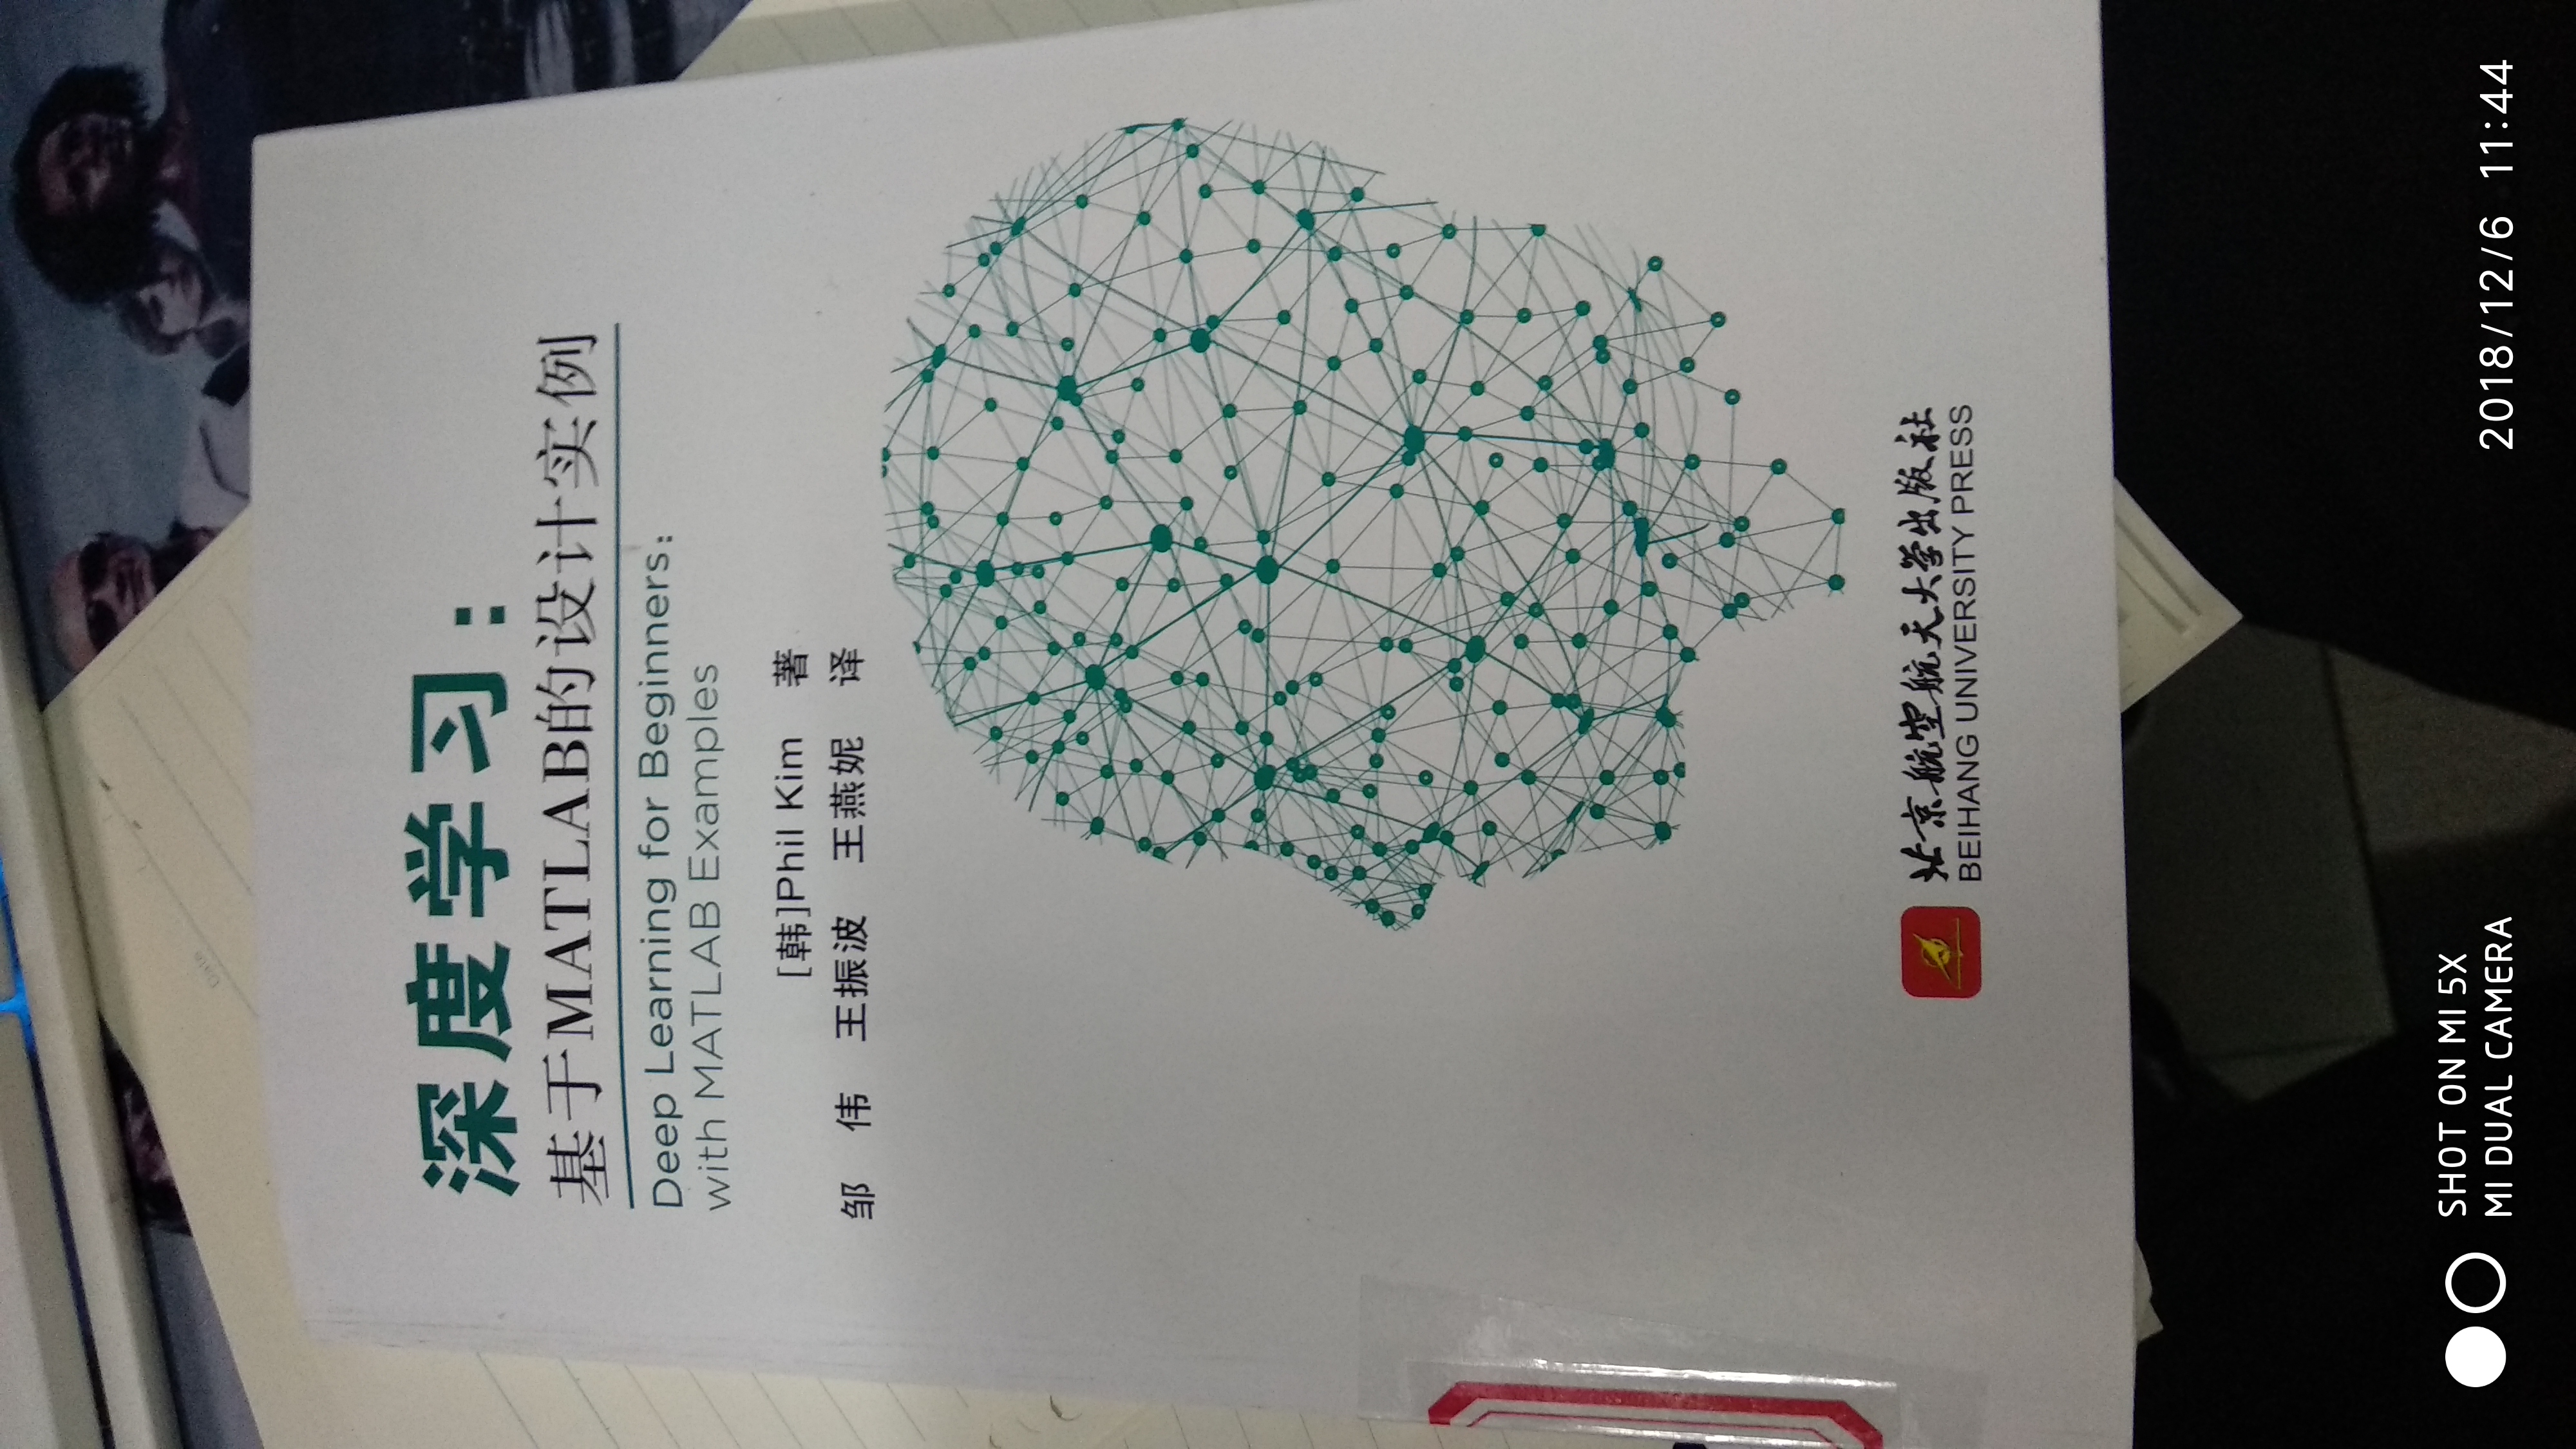 Date
深度学习：
基于MATLAB的设计实例
Deep Learning for Beginners:
with MATLAB Examples
[韩]Phil Kim 著
邹 伟 王振波 王燕妮 译
北京航空航天大学出版社
BEIHANG UNIVERSITY PRESS
SHOT ON MI 5X
MI DUAL CAMERA
2018/12/6 11:44